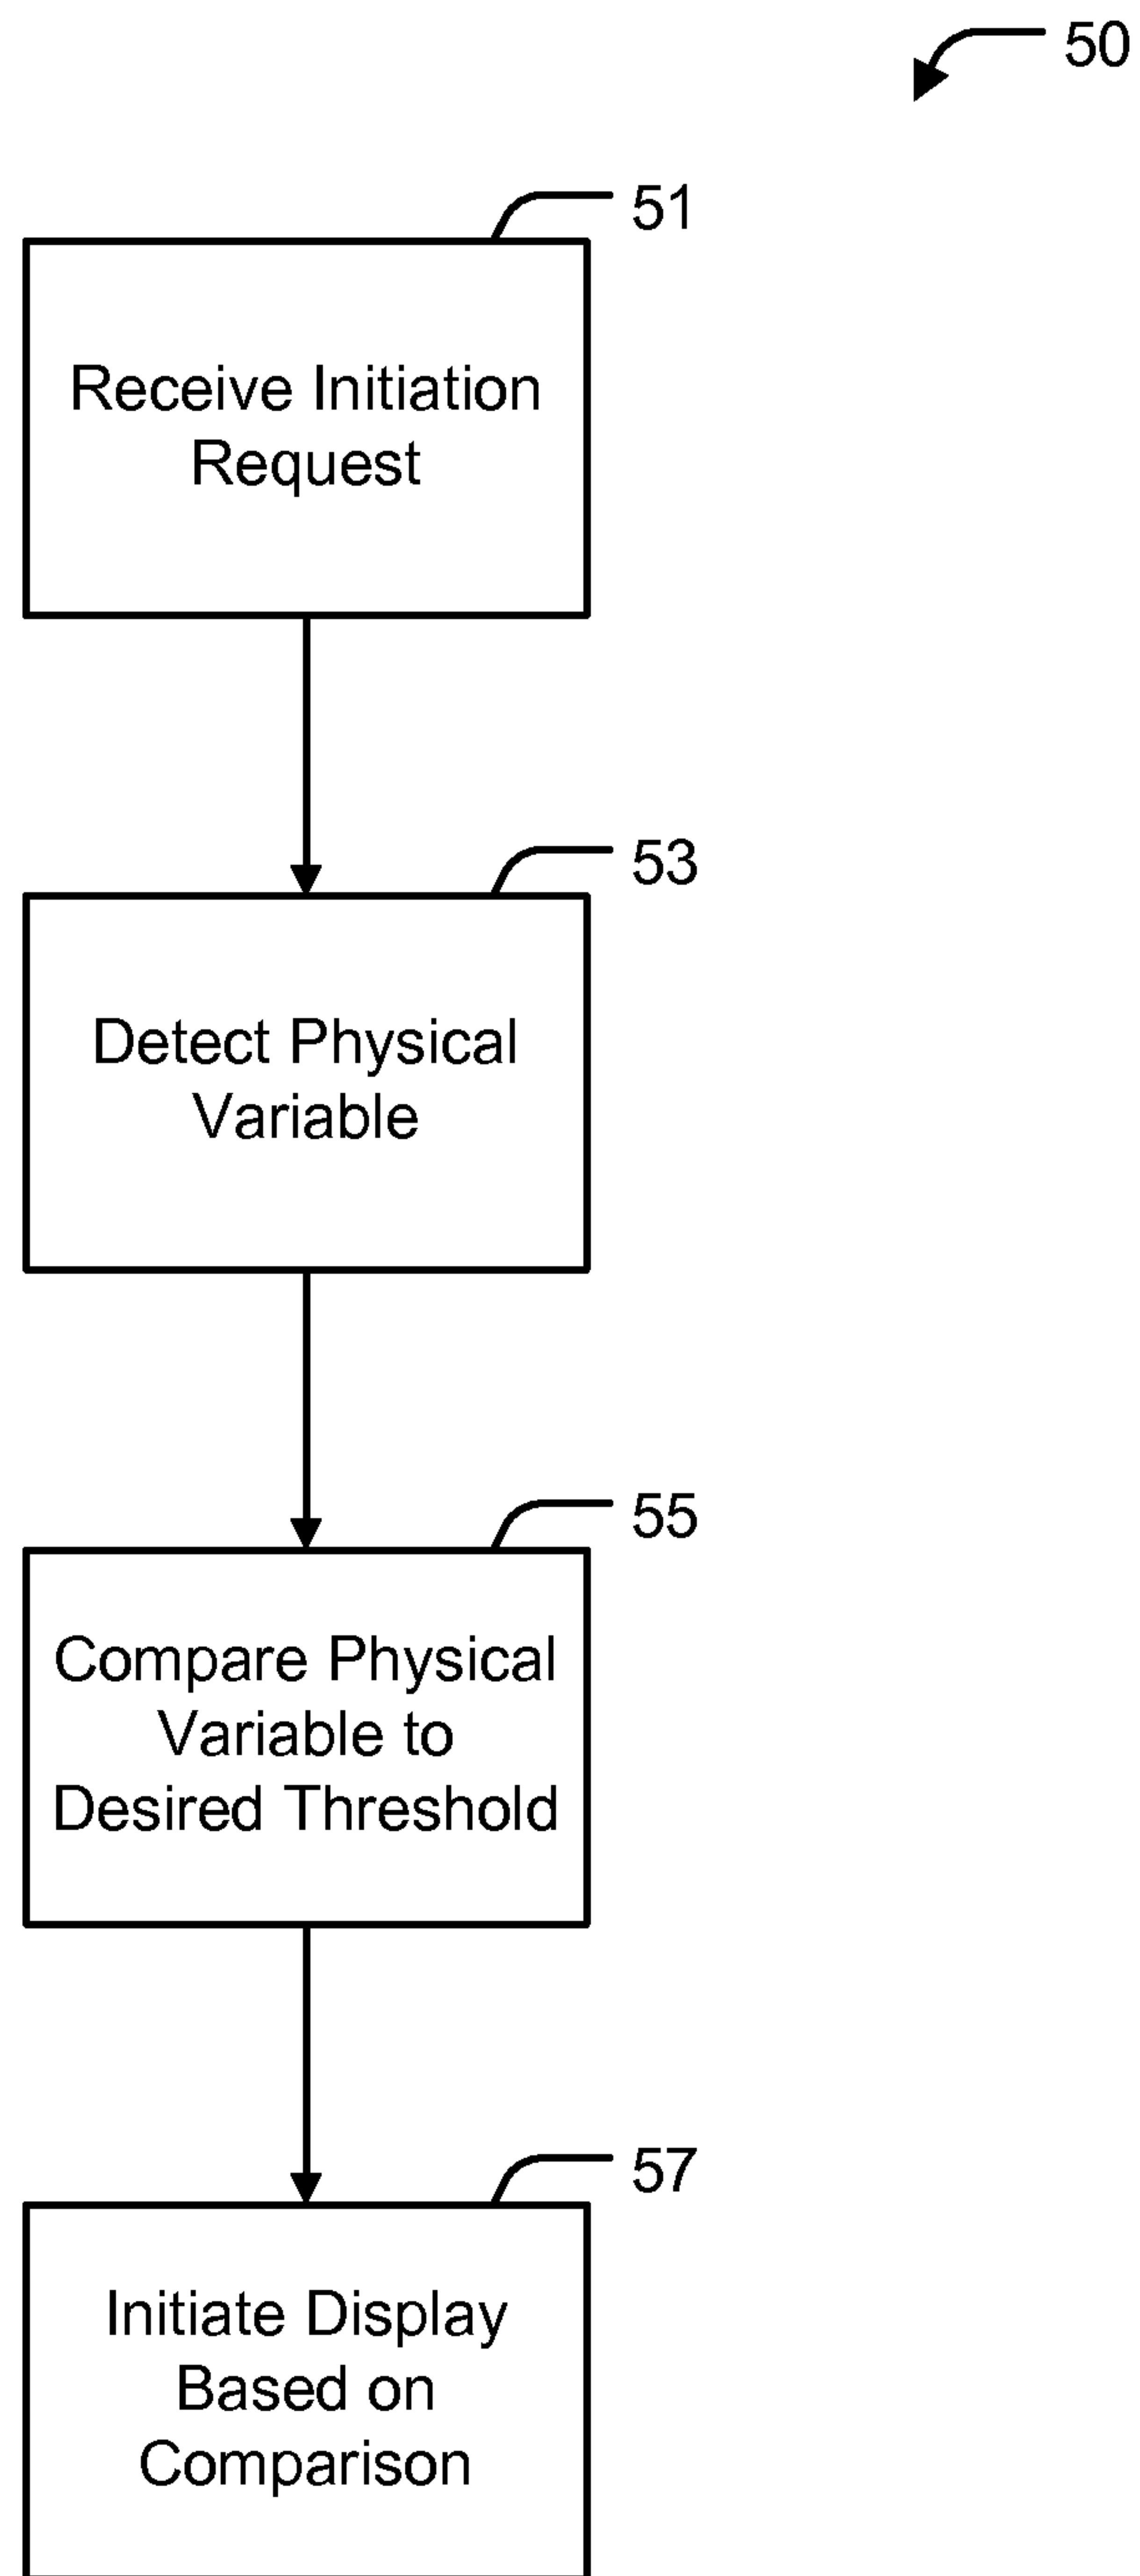 50
51
Receive Initiation
Request
53
Detect Physical
Variable
55
Compare Physical
Variable to
Desired Threshold
57
Initiate Display
Based on
Comparison